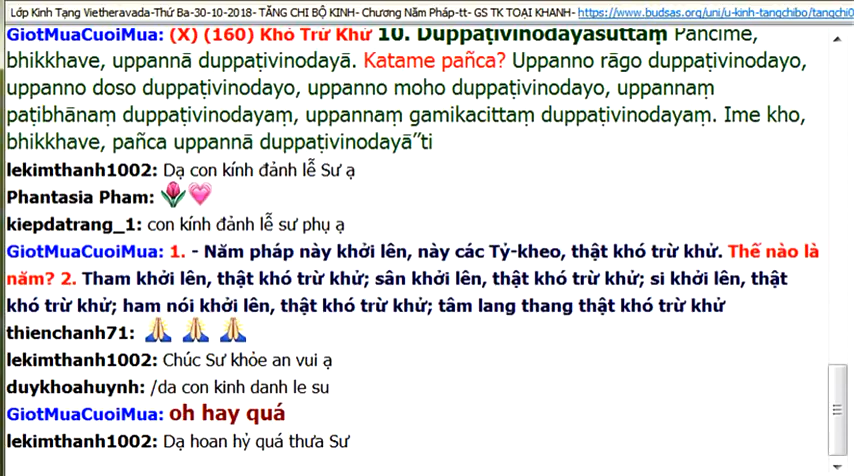 Lớp Kinh Tạng Vietheravada-Thứ Ba-30-10-2018- TĂNG CHI BỘ KINH- Chương Năm Pháp-tt- GS TK TOẠI KHANH- https://www.budsas.org/uni/u-kinh-tangchibo/tangchi0
GiotMuaCuoiMua: (X) (160) Khó Trừ Khử 10. Duppaṭivinodayasuttaṃ Pañcime,
bhikkhave, uppannā duppaṭivinodayā. Katame pañca? Uppanno rāgo duppaṭivinodayo,
uppanno doso duppaṭivinodayo, uppanno moho duppaṭivinodayo, uppannaṃ
paṭibhānaṃ duppaṭivinodayaṃ, uppannaṃ gamikacittaṃ duppaṭivinodayaṃ. Ime kho,
bhikkhave, pañca uppannā duppaṭivinodayā”ti
lekimthanh1002: Dạ con kính đảnh lễ Sư ạ
Phantasia Pham:
kiepdatrang_1: con kính đảnh lễ sư phụ ạ
GiotMuaCuoiMua: 1. - Năm pháp này khởi lên, này các Tỷ-kheo, thật khó trừ khử. Thế nào là
năm? 2. Tham khởi lên, thật khó trừ khử; sân khởi lên, thật khó trừ khử; si khởi lên, thật
khó trừ khử; ham nói khởi lên, thật khó trừ khử; tâm lang thang thật khó trừ khử
thienchanh71:
lekimthanh1002: Chúc Sư khỏe an vui ạ
duykhoahuynh: /da con kinh danh le su
GiotMuaCuoiMua: oh hay quá
lekimthanh1002: Dạ hoan hỷ quá thưa Sư